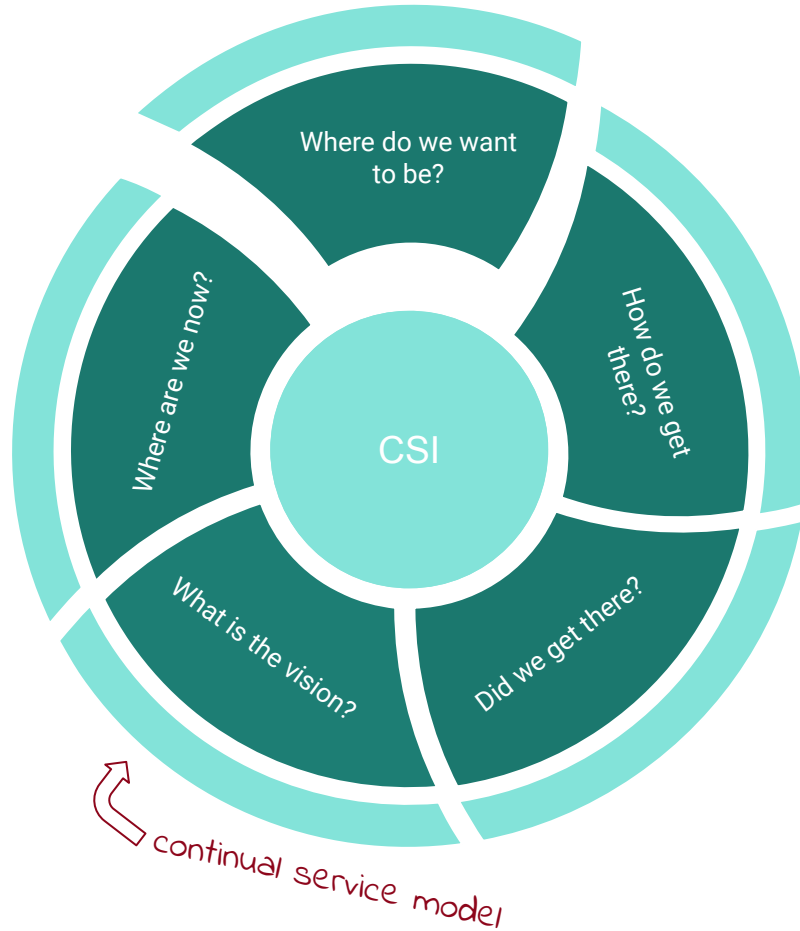 Where do we want
to be?
How do we get
there?
Where are we now?
CSI
What is the vision?
Did we get there?
continual service model